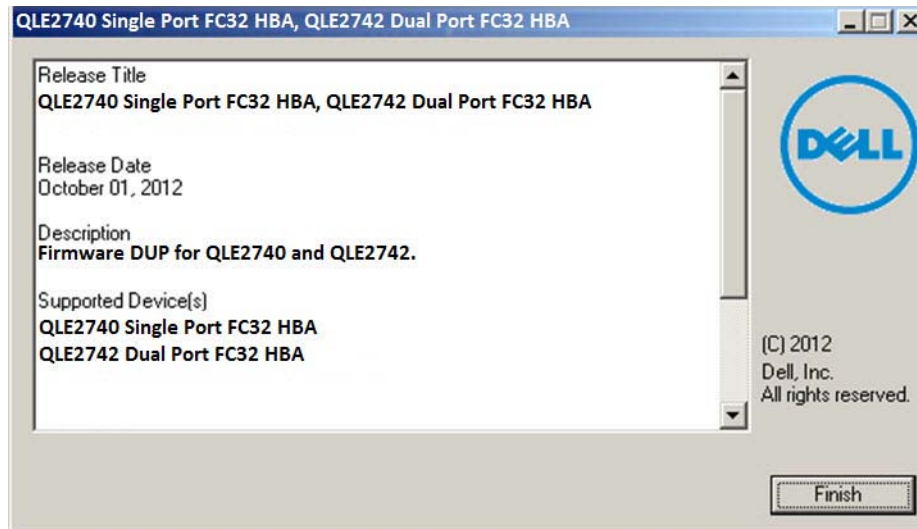 QLE2740 Single Port FC32 HBA, QLE2742 Dual Port FC32 HBA
Release Title
QLE2740 Single Port FC32 HBA, QLE2742 Dual Port FC32 HBA
Release Date
October 01, 2012
Description
Firmware DUP for QLE2740 and QLE2742.
Supported Device(s)
QLE2740 Single Port FC32 HBA
QLE2742 Dual Port FC32 HBA
DELL
(C) 2012
Dell, Inc.
All rights reserved.
Finish